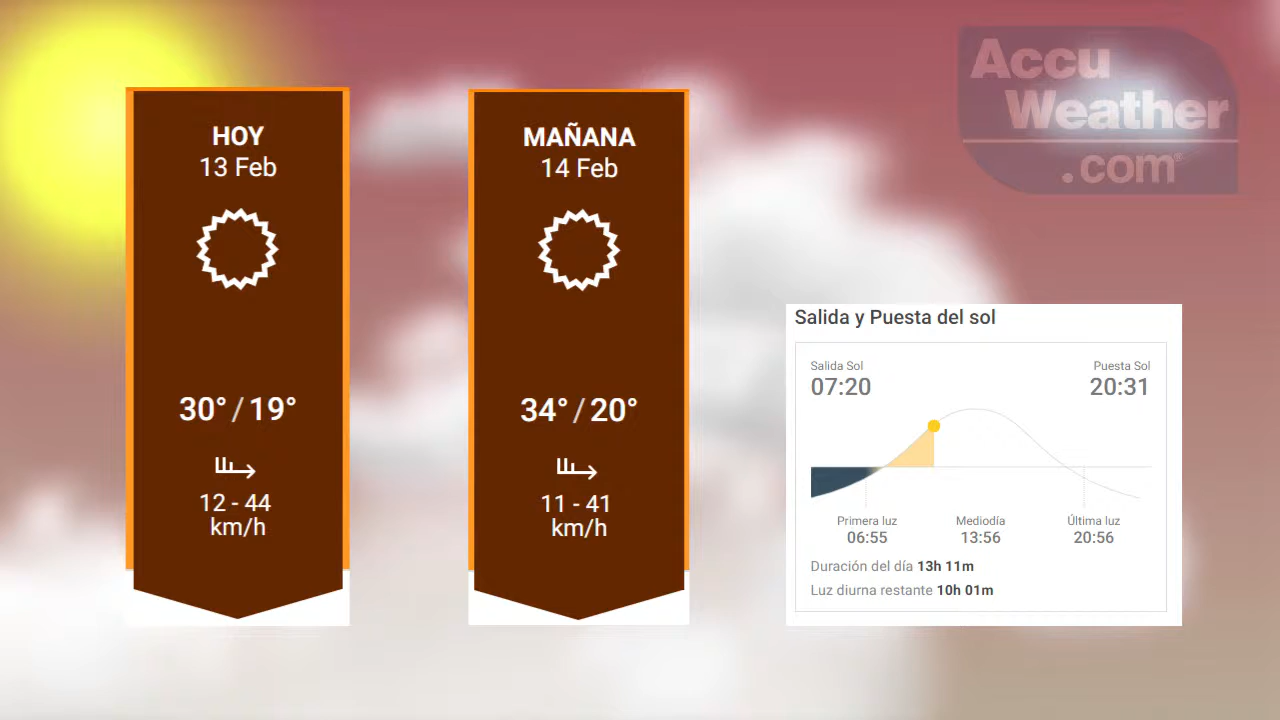 HOY
13 Feb
30° / 19°
12 - 44
km/h
MAÑANA
14 Feb
34° / 20°
11 - 41
km/h
Accu
Weather
.com®
Salida y Puesta del sol
Salida Sol
07:20
Puesta Sol
20:31
Primera luz
06:55
Mediodía
13:56
Última luz
20:56
Duración del día 13h 11m
Luz diurna restante 10h 01m